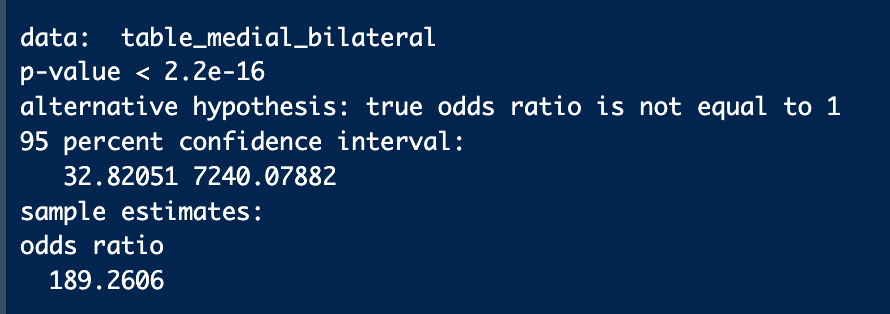 data:  table_medial_bilateral
p-value < 2.2e-16
alternative hypothesis: true odds ratio is not equal to 1
95 percent confidence interval:
   32.82051 7240.07882
sample estimates:
odds ratio
  189.2606